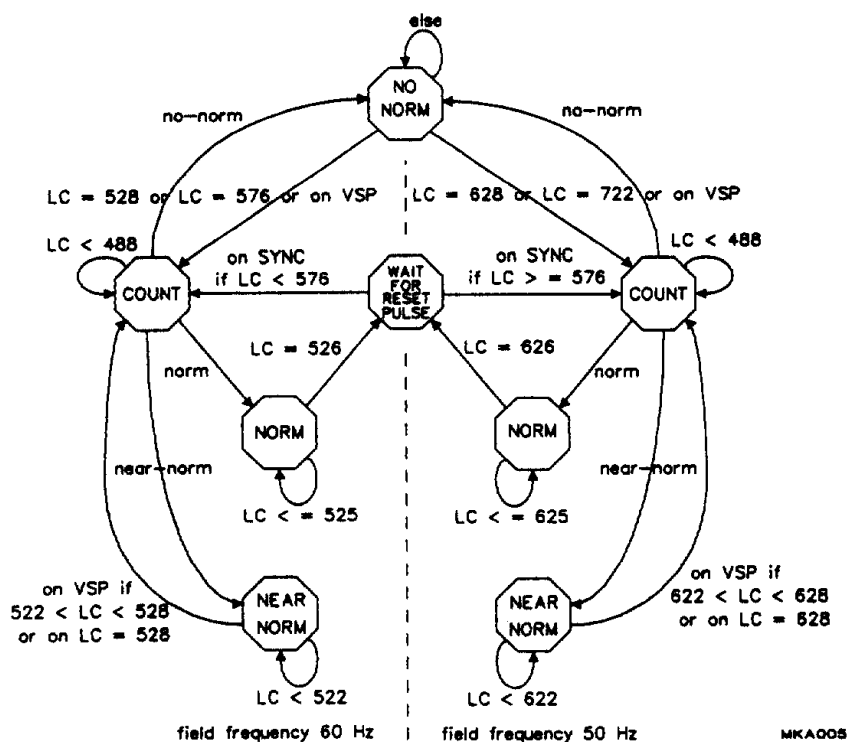 else
NO
NORM
no-norm
no-norm
LC = 528 or LC = 576 or on VSP
LC = 628 or LC = 722 or on VSP
LC < 488
LC < 488
on SYNC
if LC < 576
on SYNC
if LC > = 576
COUNT
WAIT
FOR
RESET
PULSE
COUNT
LC = 526
LC = 626
norm
norm
NORM
NORM
near-norm
near-norm
LC < = 525
LC < = 625
on VSP if
522 < LC < 528
or on LC = 528
on VSP if
622 < LC < 628
or on LC = 628
NEAR
NORM
NEAR
NORM
LC < 522
LC < 622
field frequency 60 Hz
field frequency 50 Hz
MKA005